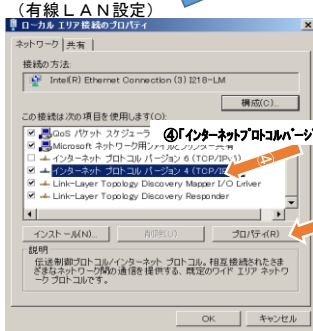 (有線LAN設定)
ローカル エリア接続のプロパティ
ネットワーク 共有
接続の方法:
Intel(R) Ethernet Connection (3) I218-LM
構成(C)...
この接続は次の項目を使用します(O):
QoS パケット スケジューラ
④「インターネットプロトコルバージ
Microsoft ネットワーク用
インターネット プロトコル バージョン 6 (TCP/IPv
インターネット プロトコル バージョン 4 (TCP/IP
④
Link-Layer Topology Discovery Mapper I/O Driver
Link-Layer Topology Discovery Responder
インストール(N)...
削除(U)
プロパティ(R)
説明
伝送制御プロトコル/インターネット プロトコル。相互接続されたさ
まざまなネットワーク間の通信を提供する、既定のワイド エリア ネットワ
ーク プロトコルです。
OK
キャンセル